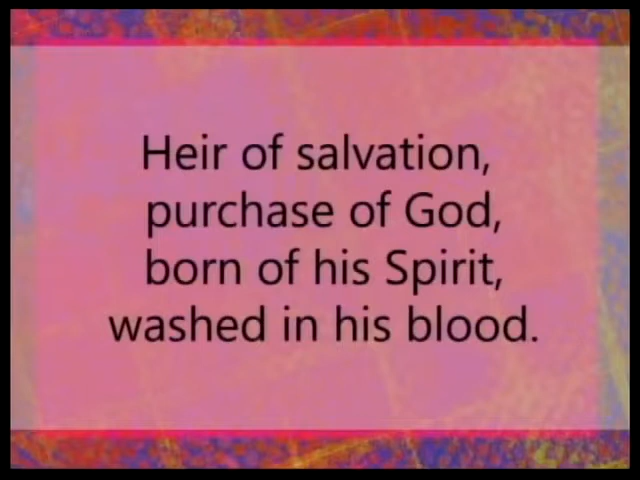 Heir of salvation,
purchase of God,
born of his Spirit,
washed in his blood.